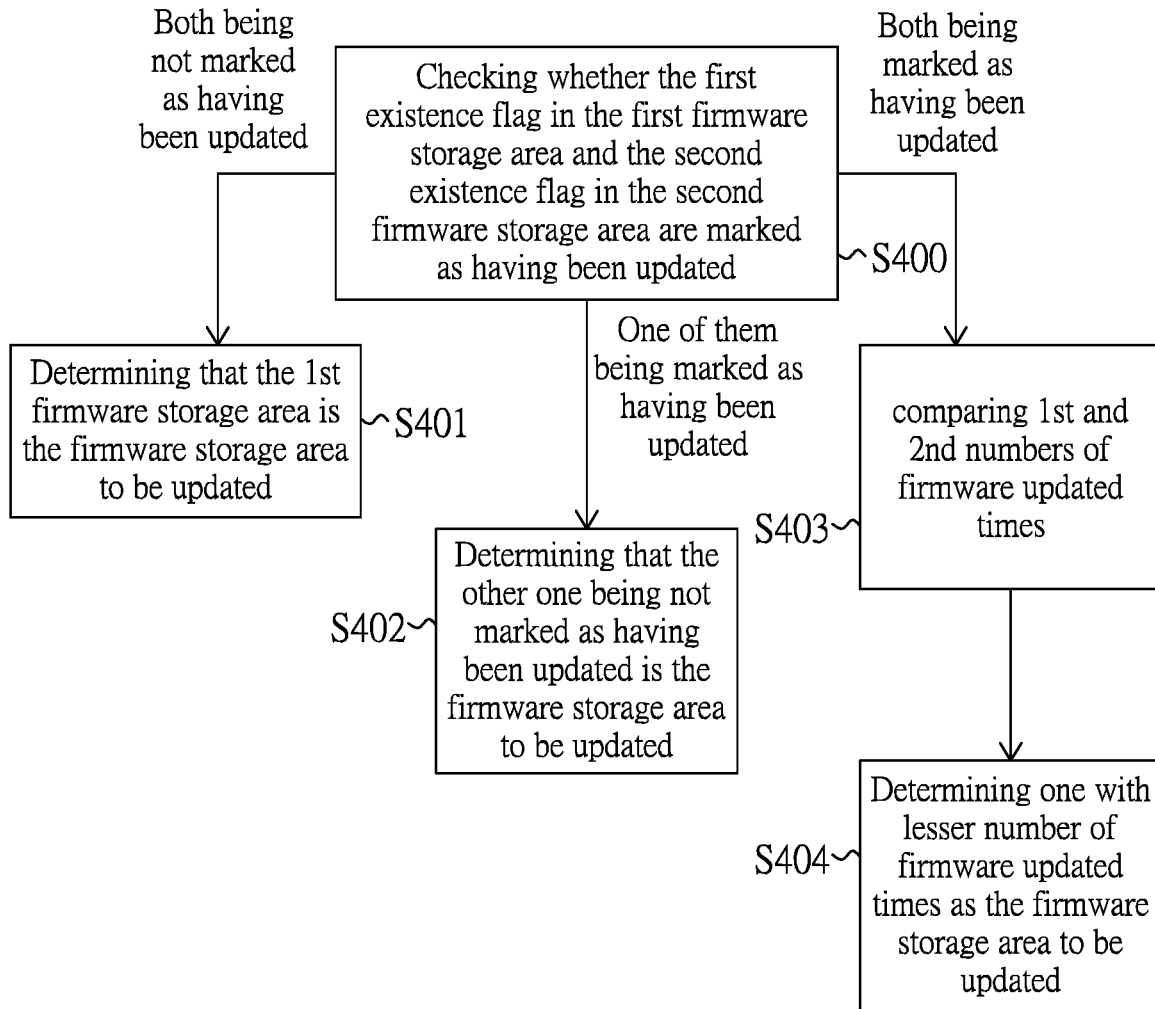 Both being
not marked
as having
been updated
Checking whether the first
existence flag in the first firmware
storage area and the second
existence flag in the second
firmware storage area are marked
as having been updated
Both being
marked as
having been
updated
S400
Determining that the 1st
firmware storage area is
the firmware storage area
to be updated
S401
One of them
being marked as
having been
updated
comparing 1st and
2nd numbers of
firmware updated
times
S403
Determining that the
other one being not
marked as having
been updated is the
firmware storage area
to be updated
S402
Determining one with
lesser number of
firmware updated
times as the firmware
storage area to be
updated
S404